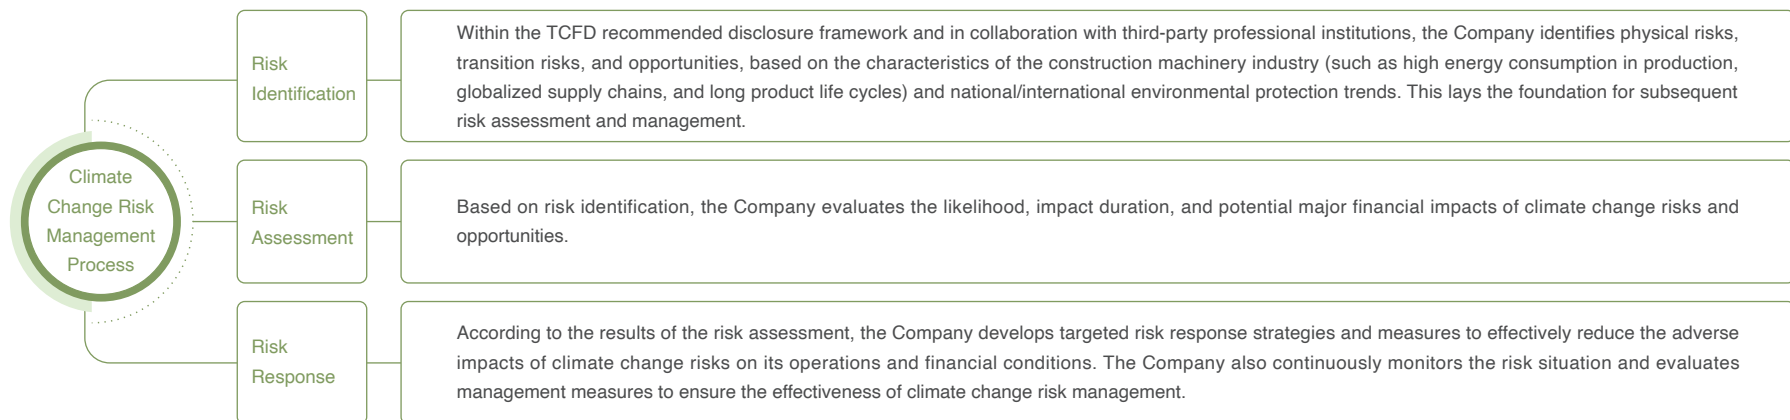 Climate
Change Risk
Management
Process
Risk
Identification
Within the TCFD recommended disclosure framework and in collaboration with third-party professional institutions, the Company identifies physical risks,
transition risks, and opportunities, based on the characteristics of the construction machinery industry (such as high energy consumption in production,
globalized supply chains, and long product life cycles) and national/international environmental protection trends. This lays the foundation for subsequent
risk assessment and management.
Risk
Assessment
Based on risk identification, the Company evaluates the likelihood, impact duration, and potential major financial impacts of climate change risks and
opportunities.
Risk
Response
According to the results of the risk assessment, the Company develops targeted risk response strategies and measures to effectively reduce the adverse
impacts of climate change risks on its operations and financial conditions. The Company also continuously monitors the risk situation and evaluates
management measures to ensure the effectiveness of climate change risk management.